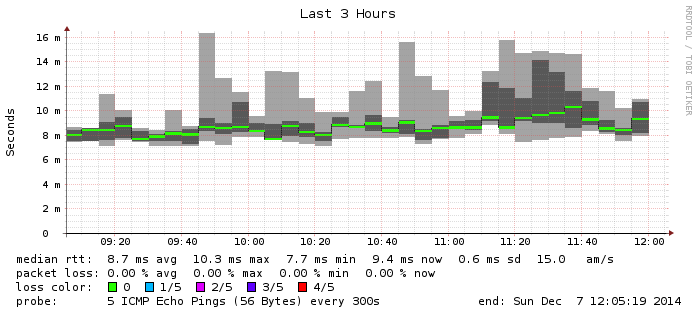 Last 3 Hours
RRDTOOL / TOBI OETIKER
Seconds
16 m
14 m
12 m
10 m
8 m
6 m
4 m
2 m
0
09:20 09:40 10:00 10:20 10:40 11:00 11:20 11:40 12:00
median rtt: 8.7 ms avg 10.3 ms max 7.7 ms min 9.4 ms now 0.6 ms sd 15.0 am/s
packet loss: 0.00 % avg 0.00 % max 0.00 % min 0.00 % now
loss color: 0 1/5 2/5 3/5 4/5
probe: 5 ICMP Echo Pings (56 Bytes) every 300s end: Sun Dec 7 12:05:19 2014